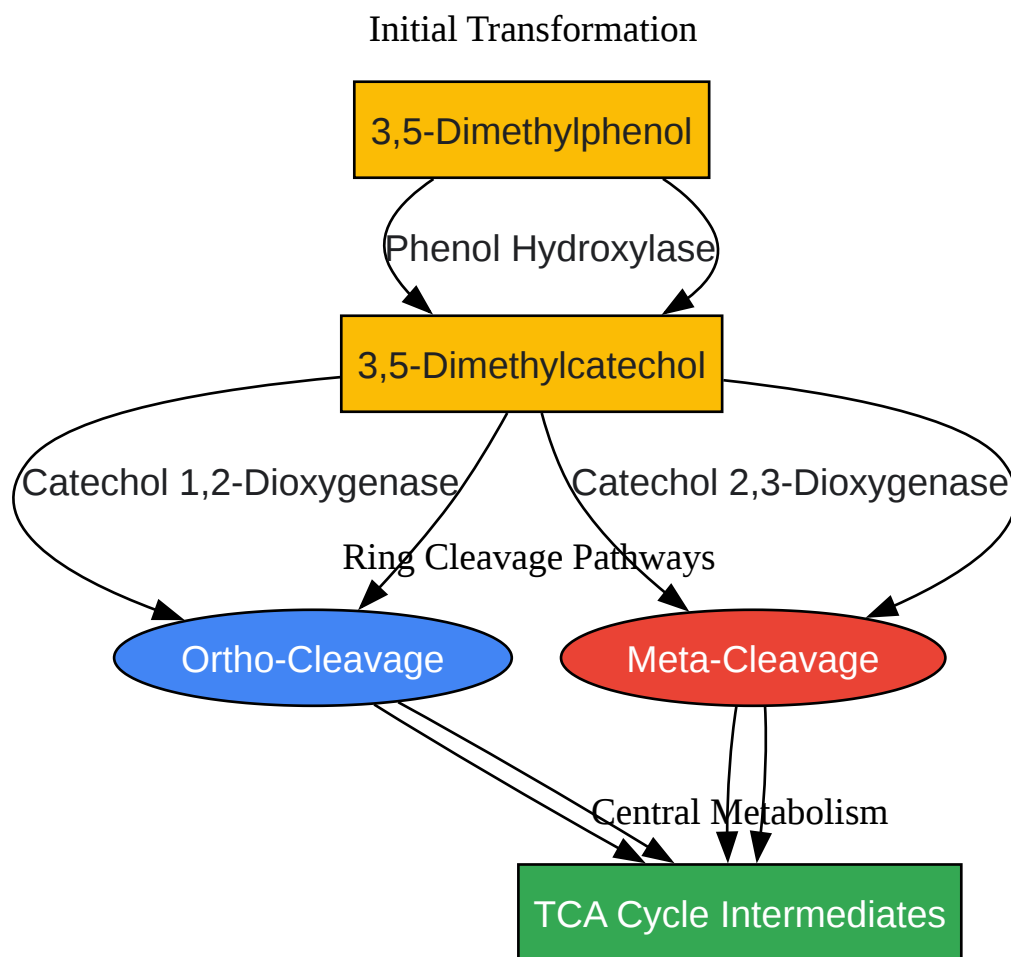 Initial Transformation
3,5-Dimethylphenol
Phenol Hydroxylase
3,5-Dimethylcatechol
Catechol 1,2-Dioxygenase
Catechol 2,3-Dioxygenase
Ring Cleavage Pathways
Ortho-Cleavage
Meta-Cleavage
Central Metabolism
TCA Cycle Intermediates